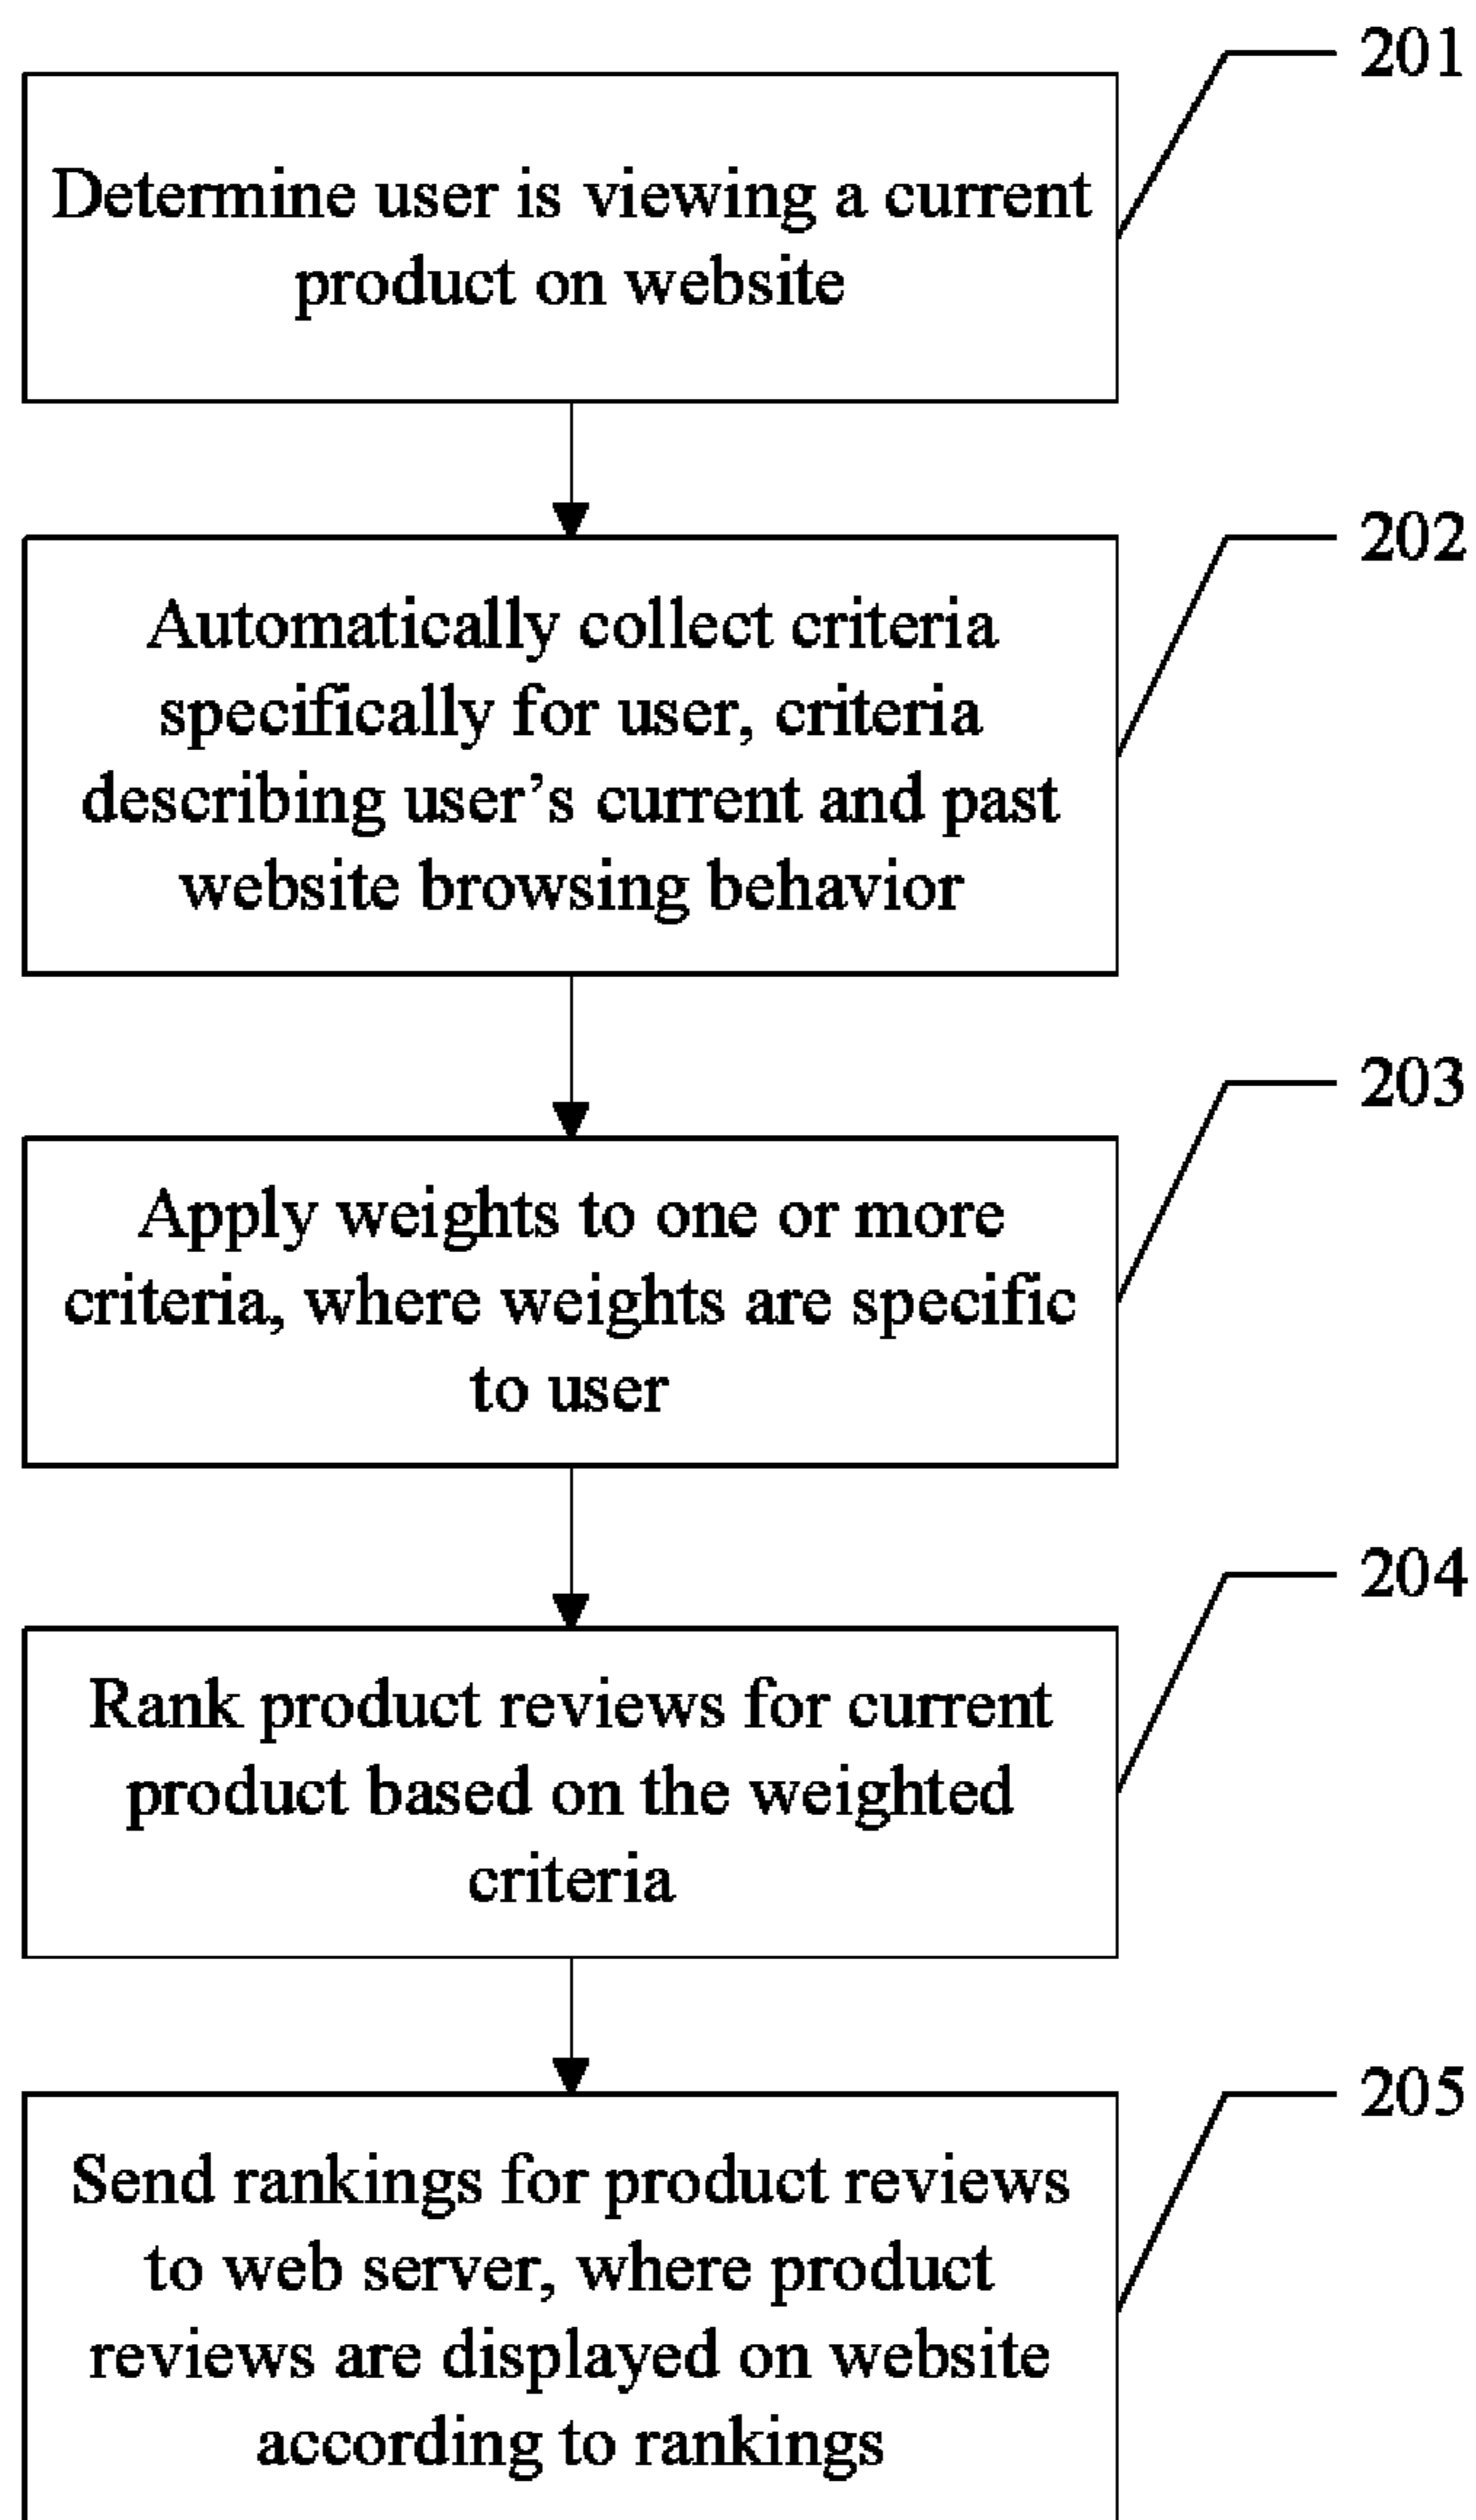 201
Determine user is viewing a current
product on website
202
Automatically collect criteria
specifically for user, criteria
describing user’s current and past
website browsing behavior
203
Apply weights to one or more
criteria, where weights are specific
to user
204
Rank product reviews for current
product based on the weighted
criteria
205
Send rankings for product reviews
to web server, where product
reviews are displayed on website
according to rankings